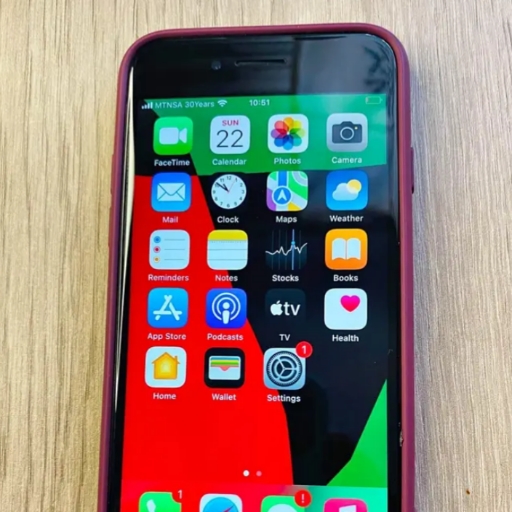 MTNSA 30Years 10:51
SUN
22
FaceTime Calendar Photos Camera
Mail Clock Maps Weather
Reminders Notes Stocks Books
tv
App Store Podcasts TV Health
1
Home Wallet Settings
1 !